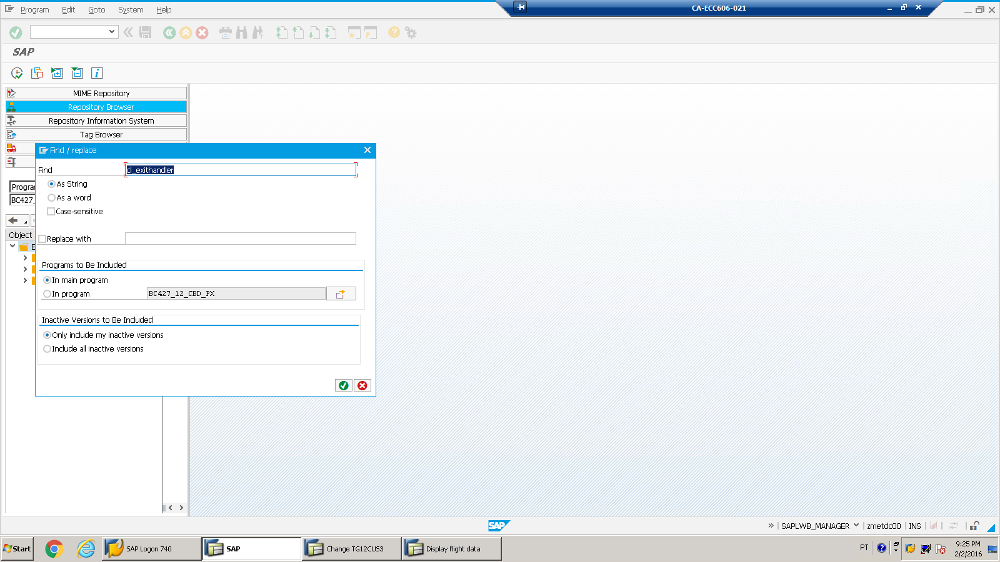 Program Edit Goto System Help
CA-ECC606-021
SAP
MIME Repository
Repository Browser
Repository Information System
Tag Browser
Find / replace
Find cl_exithandler
As String
As a word
Case-sensitive
Replace with
Programs to Be Included
In main program
In program BC427_12_CBD_PX
Inactive Versions to Be Included
Only include my inactive versions
Include all inactive versions
Progra
BC427_
Object
SAP
SAPLWB_MANAGER zmetdc00 INS
Start SAP Logon 740 SAP Change TG12CUS3 Display flight data PT 9:25 PM
2/2/2016